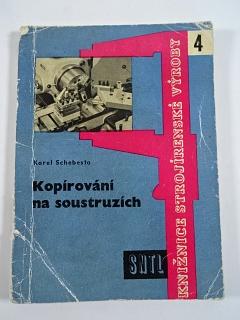 4
Karel Schebesta
Kopírování
na soustruzích
SNTL
KNIŽNICE STROJÍRENSKÉ VÝROBY